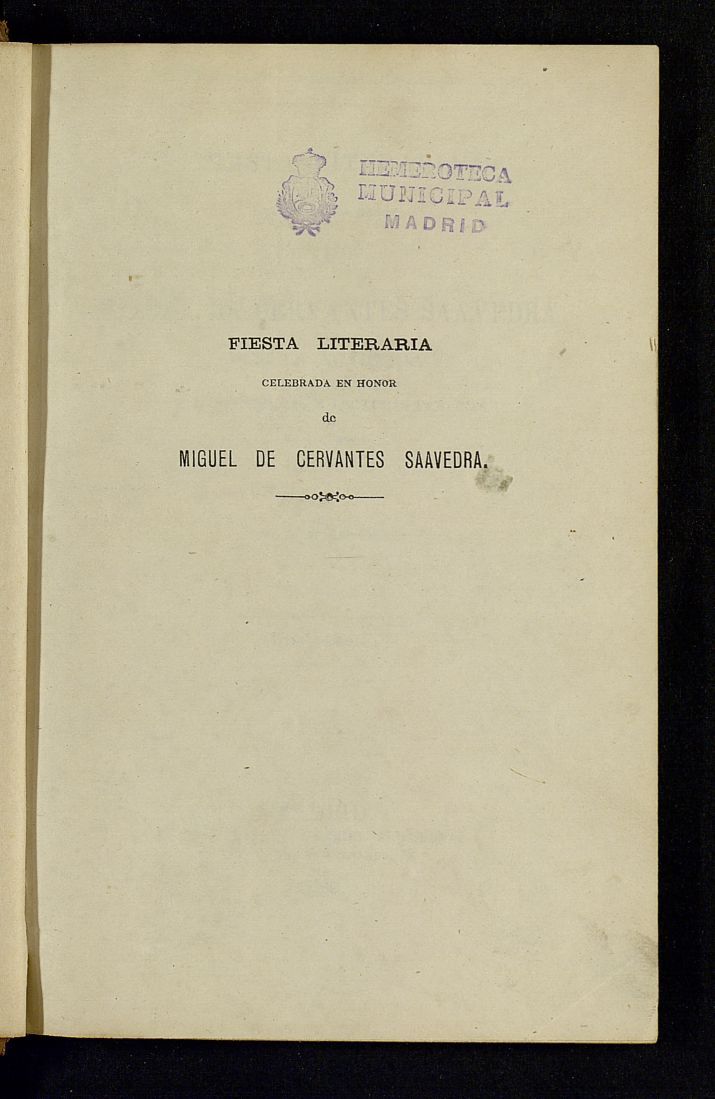 HEMEROTECA
MUNICIPAL
MADRID
FIESTA LITERARIA
CELEBRADA EN HONOR
de
MIGUEL DE CERVANTES SAAVEDRA.